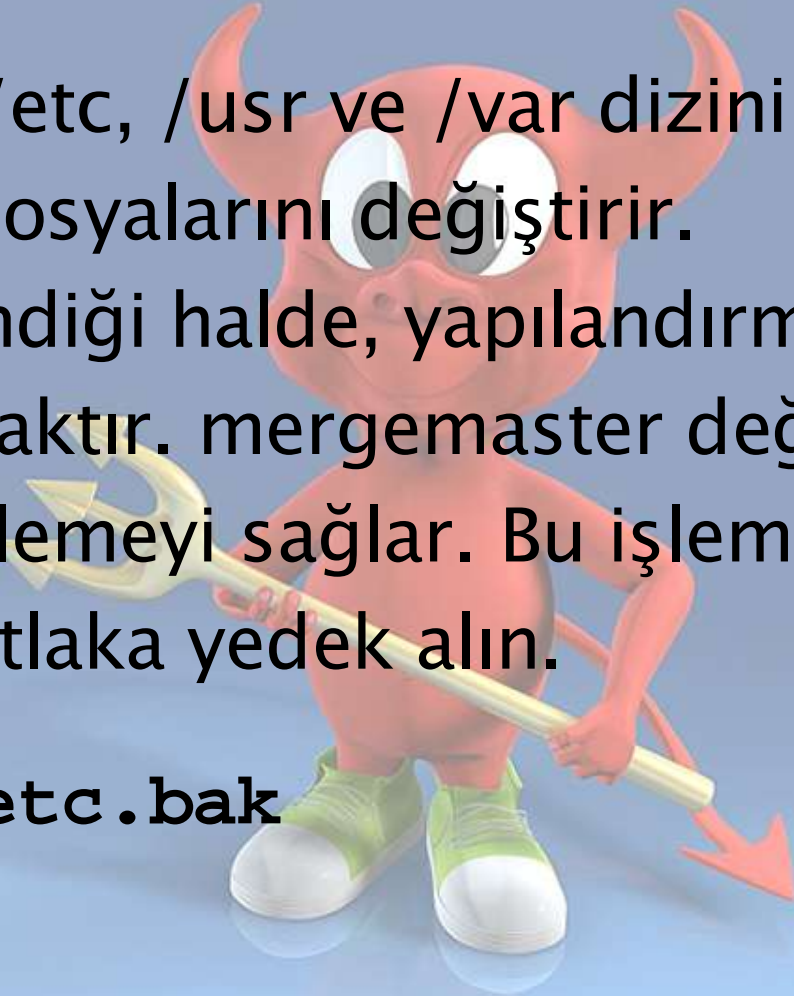 /etc, /usr ve /var dizini
osyalarını değiştirir.
ndiği halde, yapılandırm
aktır. mergemaster değ
lemeyi sağlar. Bu işlem
tlaka yedek alın.
etc.bak